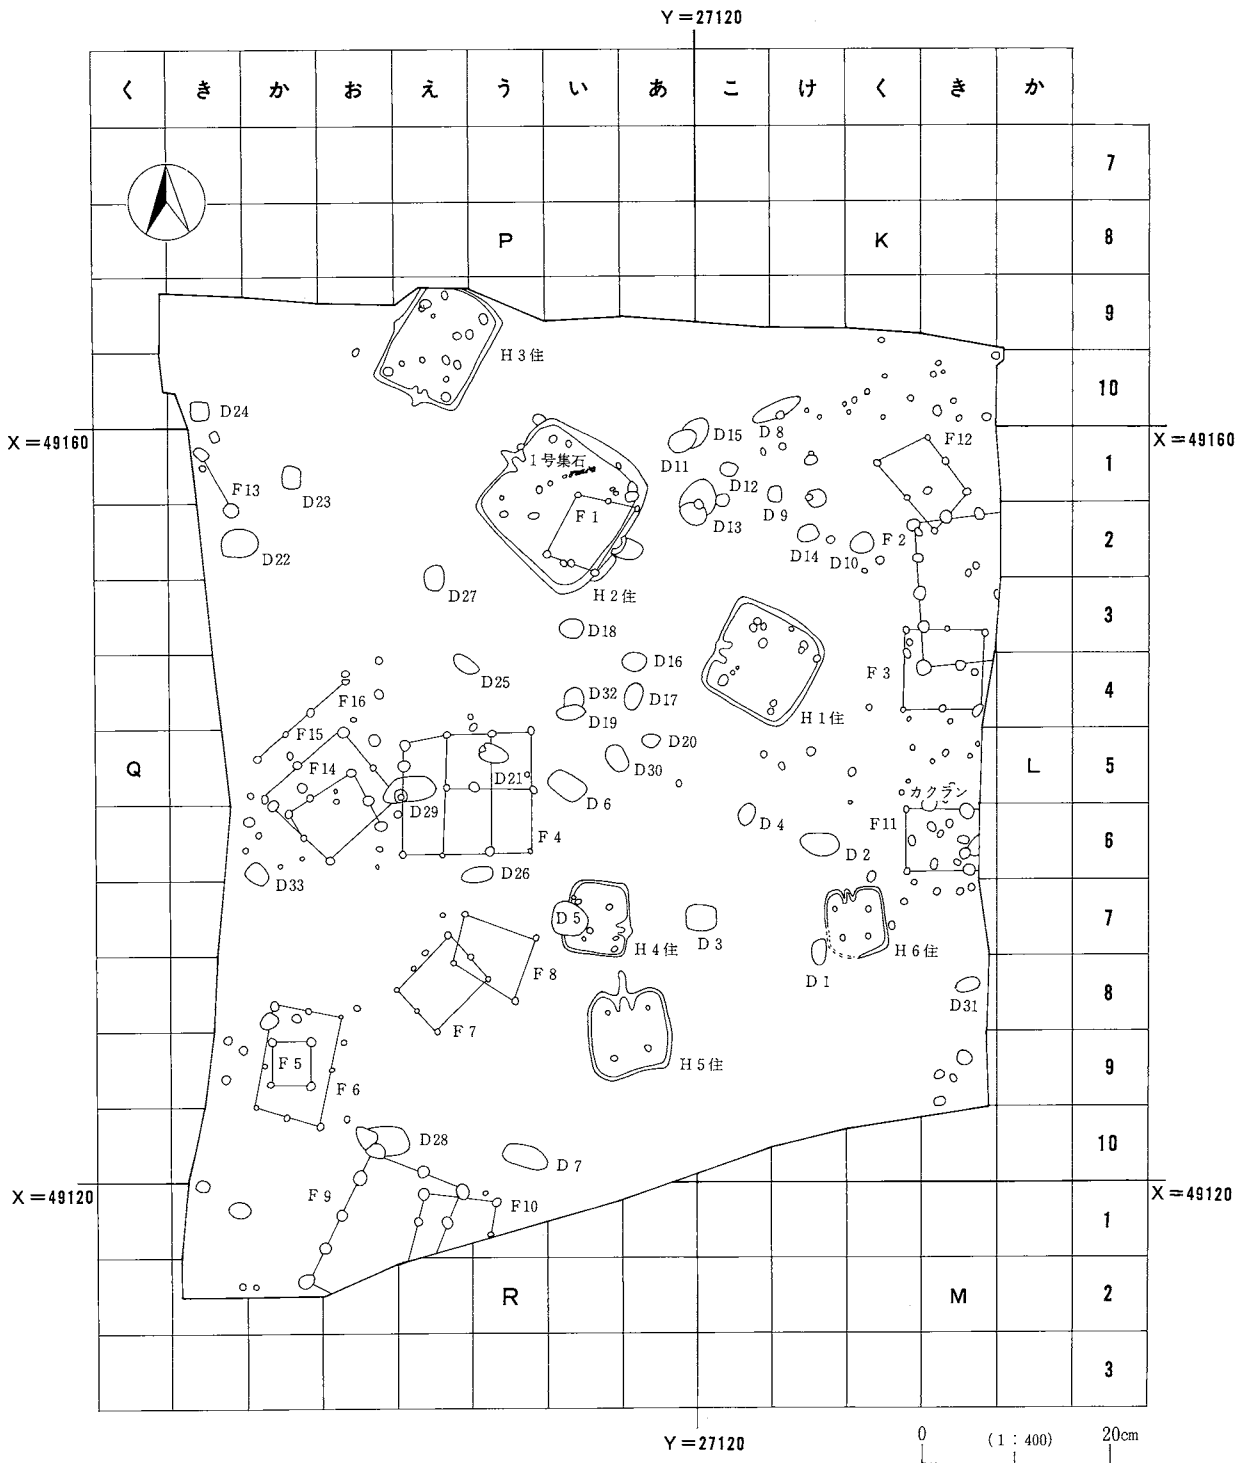 Y=27120
く き か お え う い あ こ け く き か
7
P K 8
9
H3住
10
D24 D15 D8
X=49160 F12 X=49160
D11 1
1号集石
D12
D23 F13 D9
F1 D13
D14 D10 F2 2
D22
H2住
D27
3
D18
D16
D25 F3
D32 D17 4
F16 D19 H1住
F15 D20
Q D30 L 5
F14 D21
D6 カクラン
D29 D4 F11
F4 D2 6
D26
D33
D5 7
H4住 D3 H6住
F8 D1
D31 8
F7
F5 H5住 9
F6
D28 10
D7
X=49120 F9 F10 X=49120
1
R M 2
3
Y=27120 0 (1:400) 20cm